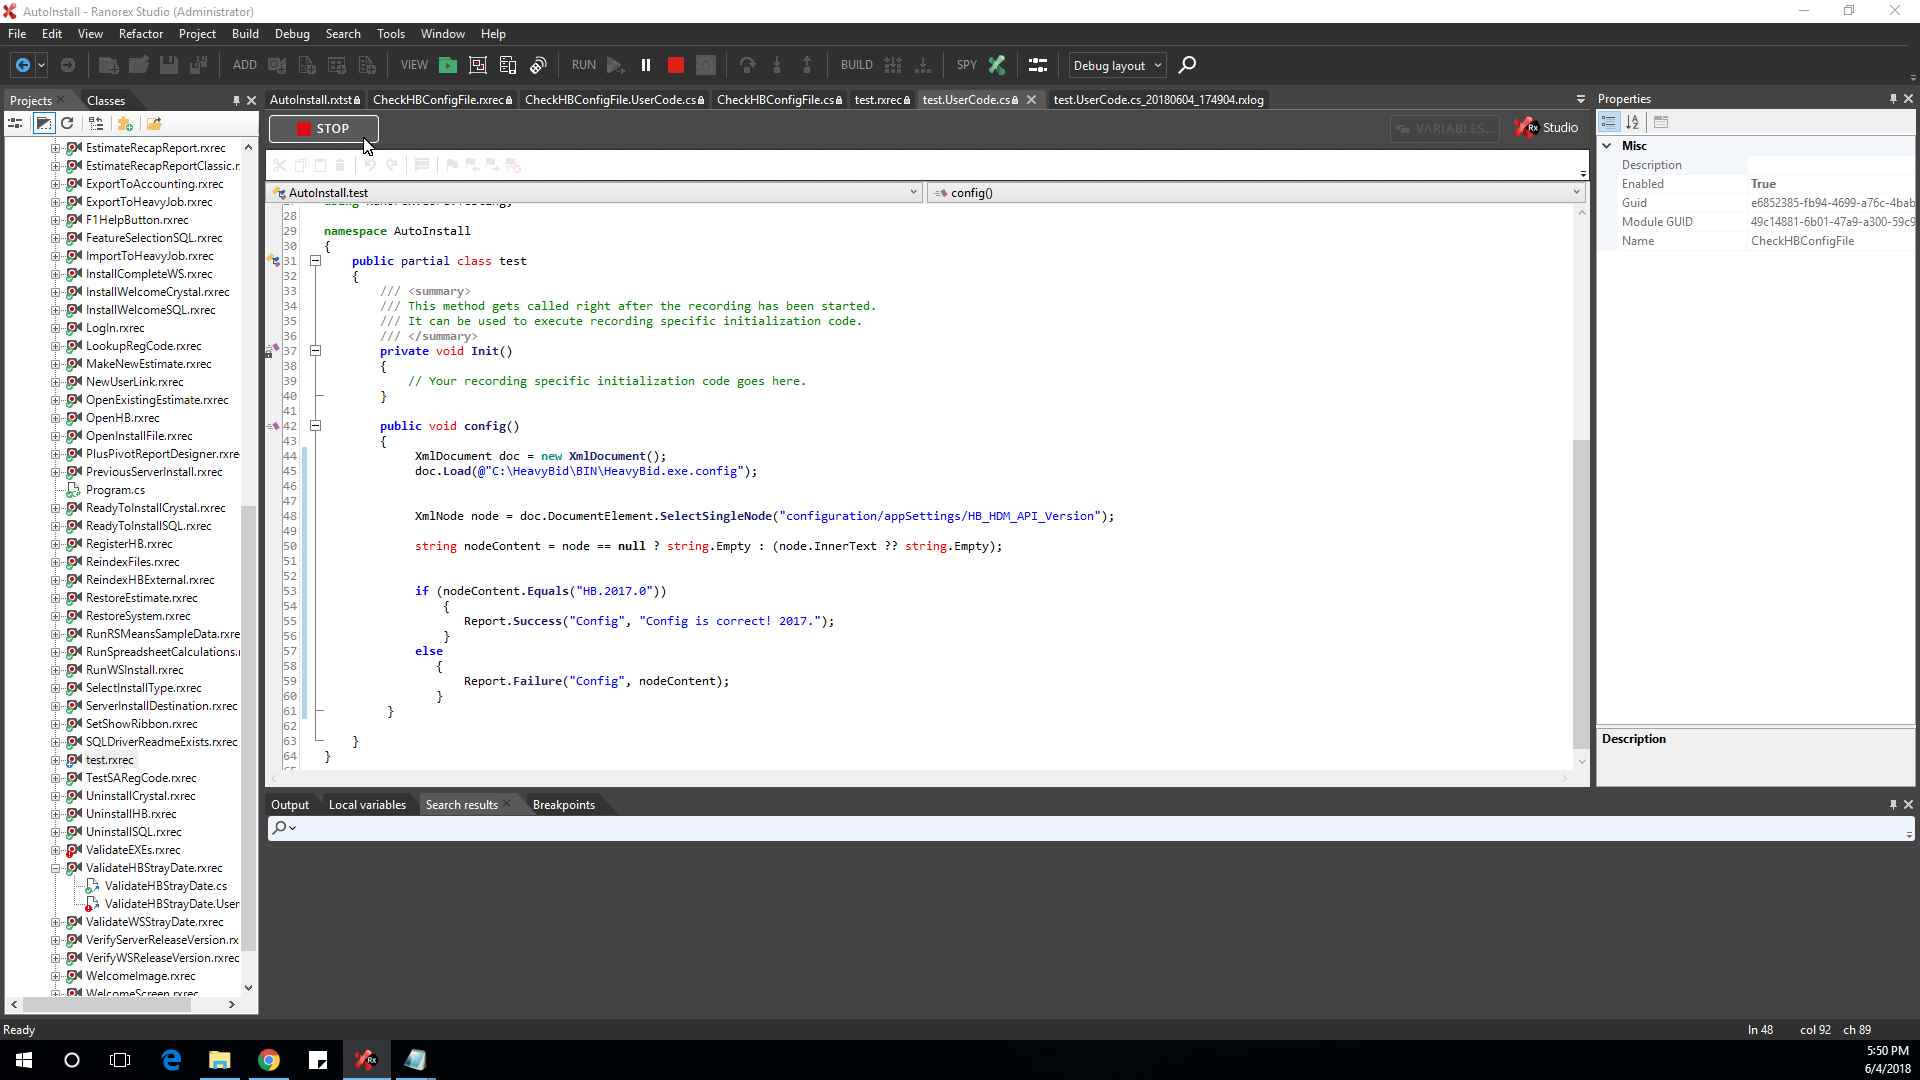 AutoInstall - Ranorex Studio (Administrator)
File Edit View Refactor Project Build Debug Search Tools Window Help
ADD VIEW RUN BUILD SPY Debug layout
Projects Classes
AutoInstall.rxtst CheckHBConfigFile.rxrec CheckHBConfigFile.UserCode.cs CheckHBConfigFile.cs test.rxrec test.UserCode.cs test.UserCode.cs_20180604_174904.rxlog
STOP VARIABLES... Rx Studio
AutoInstall.test config()
EstimateRecapReport.rxrec
EstimateRecapReportClassic.r
ExportToAccounting.rxrec
ExportToHeavyJob.rxrec
F1HelpButton.rxrec
FeatureSelectionSQL.rxrec
ImportToHeavyJob.rxrec
InstallCompleteWS.rxrec
InstallWelcomeCrystal.rxrec
InstallWelcomeSQL.rxrec
LogIn.rxrec
LookupRegCode.rxrec
MakeNewEstimate.rxrec
NewUserLink.rxrec
OpenExistingEstimate.rxrec
OpenHB.rxrec
OpenInstallFile.rxrec
PlusPivotReportDesigner.rxre
PreviousServerInstall.rxrec
Program.cs
ReadyToInstallCrystal.rxrec
ReadyToInstallSQL.rxrec
RegisterHB.rxrec
ReindexFiles.rxrec
ReindexHBExternal.rxrec
RestoreEstimate.rxrec
RestoreSystem.rxrec
RunRSMeansSampleData.rxre
RunSpreadsheetCalculations.r
RunWSInstall.rxrec
SelectInstallType.rxrec
ServerInstallDestination.rxrec
SetShowRibbon.rxrec
SQLDriverReadmeExists.rxrec
test.rxrec
TestSARegCode.rxrec
UninstallCrystal.rxrec
UninstallHB.rxrec
UninstallSQL.rxrec
ValidateEXEs.rxrec
ValidateHBStrayDate.rxrec
ValidateHBStrayDate.cs
ValidateHBStrayDate.User
ValidateWSStrayDate.rxrec
VerifyServerReleaseVersion.rx
VerifyWSReleaseVersion.rxrec
WelcomeImage.rxrec
WelcomeScreen.rxrec
28
29 namespace AutoInstall
30 {
31 public partial class test
32 {
33 /// <summary>
34 /// This method gets called right after the recording has been started.
35 /// It can be used to execute recording specific initialization code.
36 /// </summary>
37 private void Init()
38 {
39 // Your recording specific initialization code goes here.
40 }
41
42 public void config()
43 {
44 XmlDocument doc = new XmlDocument();
45 doc.Load(@"C:\HeavyBid\BIN\HeavyBid.exe.config");
46
47
48 XmlNode node = doc.DocumentElement.SelectSingleNode("configuration/appSettings/HB_HDM_API_Version");
49
50 string nodeContent = node == null ? string.Empty : (node.InnerText ?? string.Empty);
51
52
53 if (nodeContent.Equals("HB.2017.0"))
54 {
55 Report.Success("Config", "Config is correct! 2017.");
56 }
57 else
58 {
59 Report.Failure("Config", nodeContent);
60 }
61 }
62
63 }
64 }
Properties
Misc
Description
Enabled True
Guid e6852385-fb94-4699-a76c-4bab
Module GUID 49c14881-6b01-47a9-a300-59c9
Name CheckHBConfigFile
Description
Output Local variables Search results Breakpoints
Ready ln 48 col 92 ch 89
5:50 PM
6/4/2018